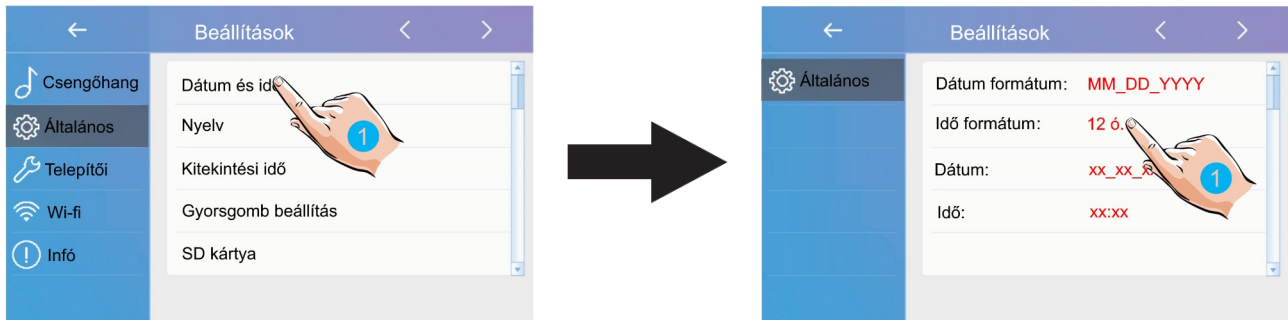 Beállítások
Csengőhang
Általános
Telepítői
Wi-fi
Infó
Dátum és idő
Nyelv
Kitekintési idő
Gyorsgomb beállítás
SD kártya
1
Beállítások
Általános
Dátum formátum: MM_DD_YYYY
Idő formátum: 12 ó.
Dátum: xx_xx_
Idő: xx:xx
1